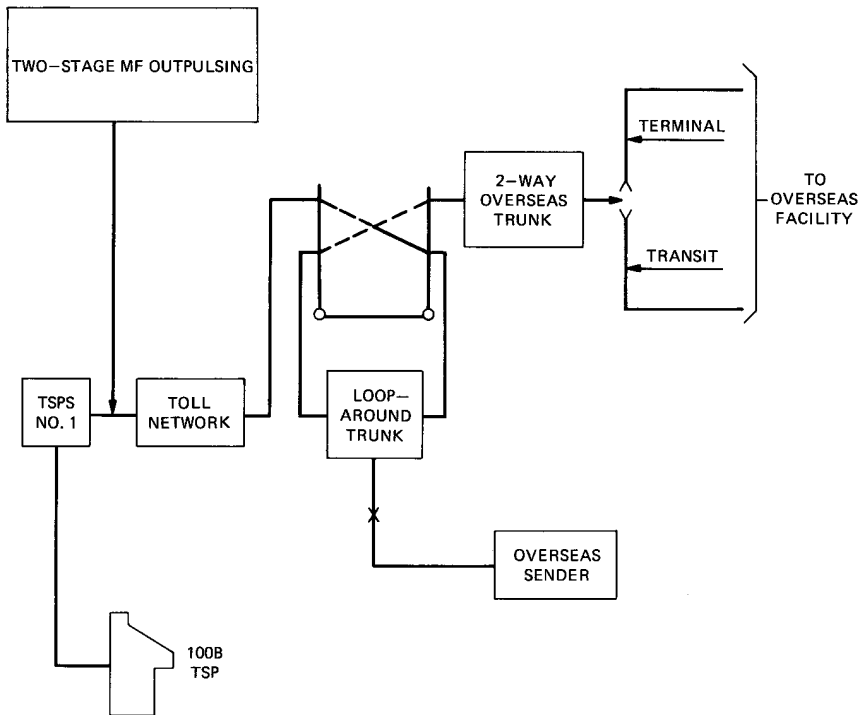 TWO-STAGE MF OUTPULSING
TERMINAL
2-WAY
OVERSEAS
TRUNK
TO
OVERSEAS
FACILITY
TRANSIT
TSPS
NO. 1
TOLL
NETWORK
LOOP-
AROUND
TRUNK
OVERSEAS
SENDER
100B
TSP